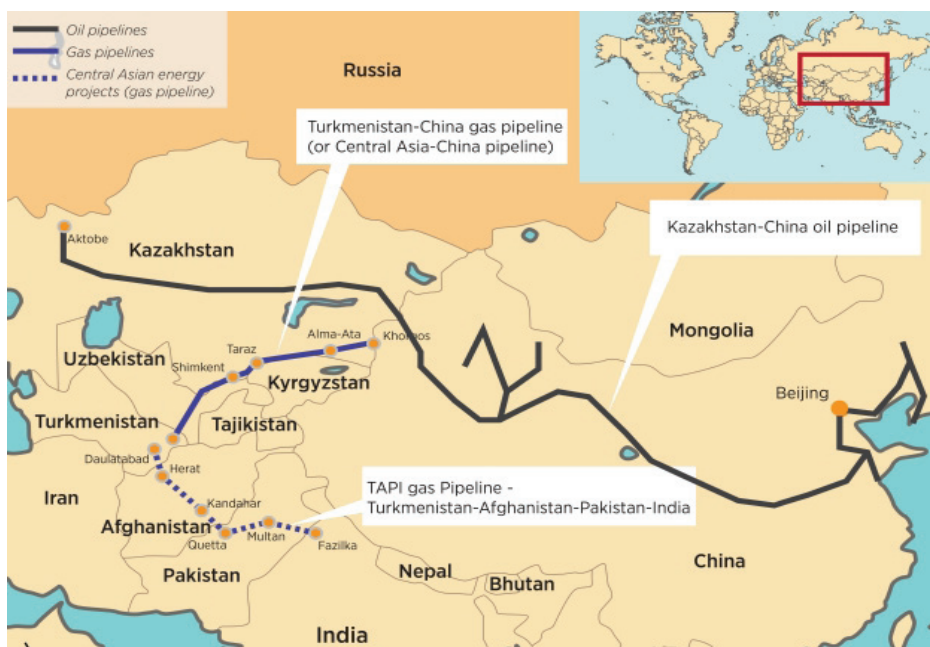 Oil pipelines
Gas pipelines
Central Asian energy
projects (gas pipeline)
Russia
Turkmenistan-China gas pipeline
(or Central Asia-China pipeline)
Kazakhstan-China oil pipeline
Aktobe
Kazakhstan
Mongolia
Alma-Ata
Khorgos
Taraz
Uzbekistan
Shimkent
Kyrgyzstan
Beijing
Turkmenistan
Tajikistan
Daulatabad
Herat
Iran
TAPI gas Pipeline -
Turkmenistan-Afghanistan-Pakistan-India
Kandahar
Afghanistan
Quetta
Multan
Fazilka
China
Pakistan
Nepal
Bhutan
India